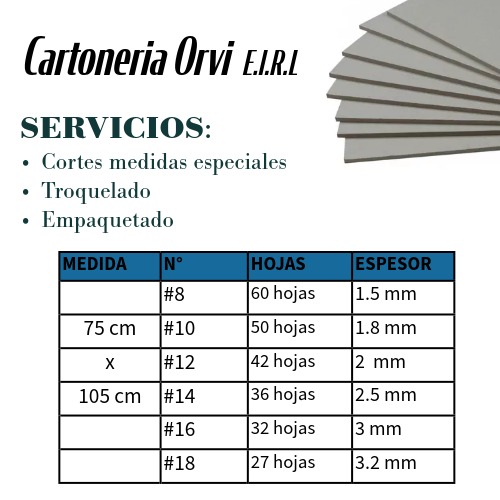 Cartoneria Orvi E.I.R.L
SERVICIOS:
• Cortes medidas especiales
• Troquelado
• Empaquetado
MEDIDA N° HOJAS ESPESOR
#8 60 hojas 1.5 mm
75 cm #10 50 hojas 1.8 mm
x #12 42 hojas 2 mm
105 cm #14 36 hojas 2.5 mm
#16 32 hojas 3 mm
#18 27 hojas 3.2 mm